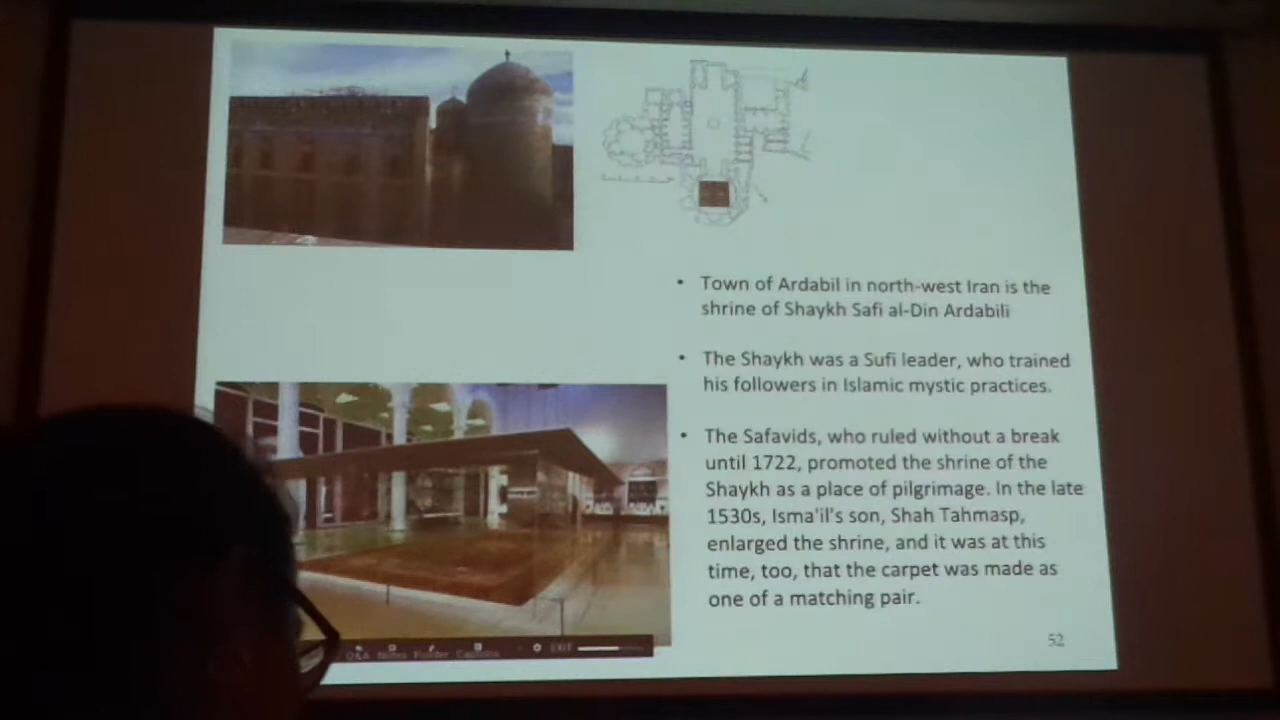 • Town of Ardabil in north-west Iran is the
shrine of Shaykh Safi al-Din Ardabili
• The Shaykh was a Sufi leader, who trained
his followers in Islamic mystic practices.
• The Safavids, who ruled without a break
until 1722, promoted the shrine of the
Shaykh as a place of pilgrimage. In the late
1530s, Isma'il's son, Shah Tahmasp,
enlarged the shrine, and it was at this
time, too, that the carpet was made as
one of a matching pair.
Q&A Notes Pointer Captions EXIT
52